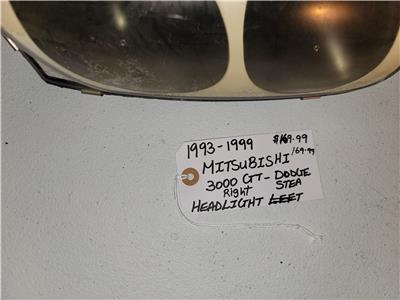 1993-1999 $169.99
169.99
MITSUBISHI
3000 GT- DODGE
Right STEA
HEADLIGHT LEFT